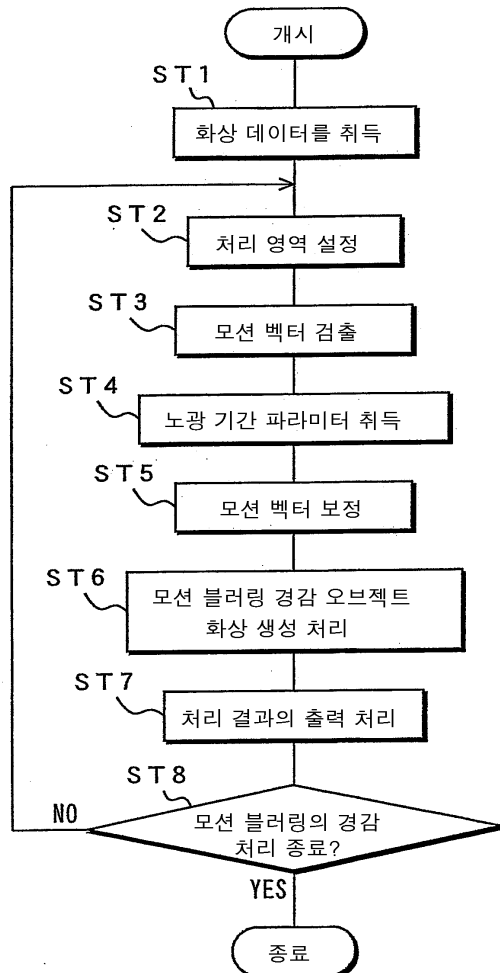 개시
ST1
화상 데이터를 취득
ST2
처리 영역 설정
ST3
모션 벡터 검출
ST4
노광 기간 파라미터 취득
ST5
모션 벡터 보정
ST6
모션 블러링 경감 오브젝트
화상 생성 처리
ST7
처리 결과의 출력 처리
ST8
모션 블러링의 경감
처리 종료?
NO
YES
종료